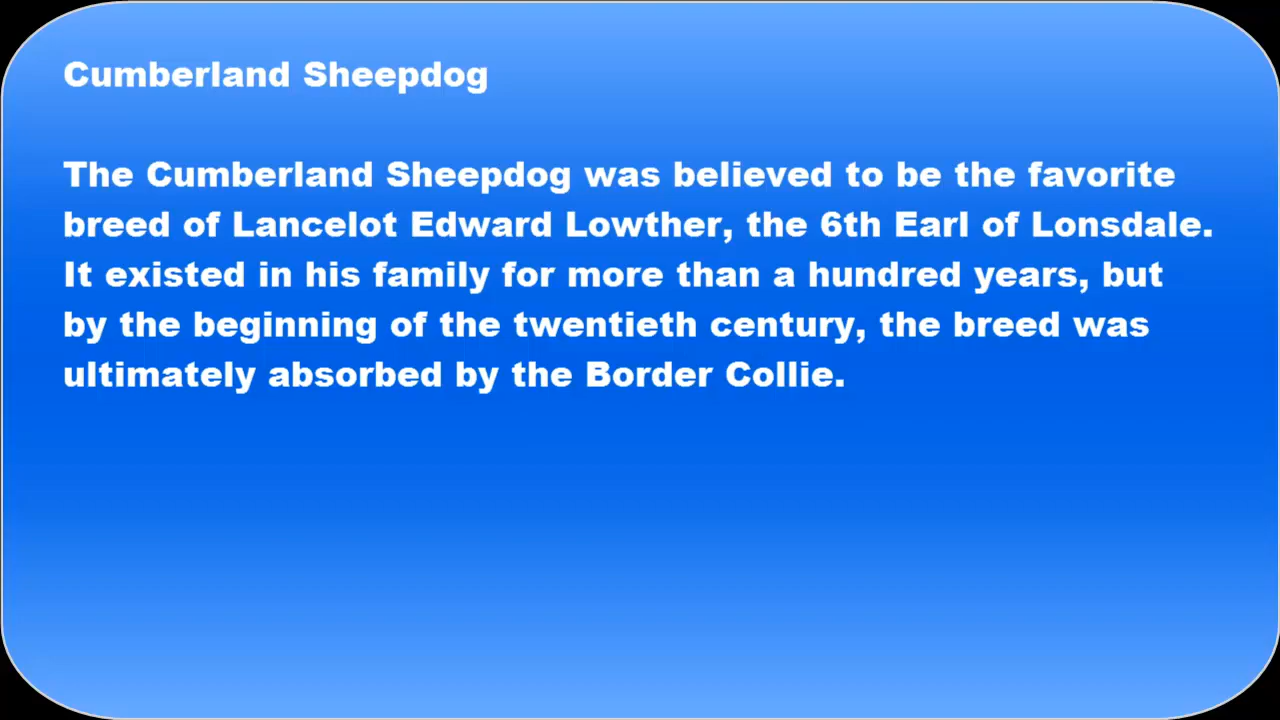 Cumberland Sheepdog
The Cumberland Sheepdog was believed to be the favorite
breed of Lancelot Edward Lowther, the 6th Earl of Lonsdale.
It existed in his family for more than a hundred years, but
by the beginning of the twentieth century, the breed was
ultimately absorbed by the Border Collie.